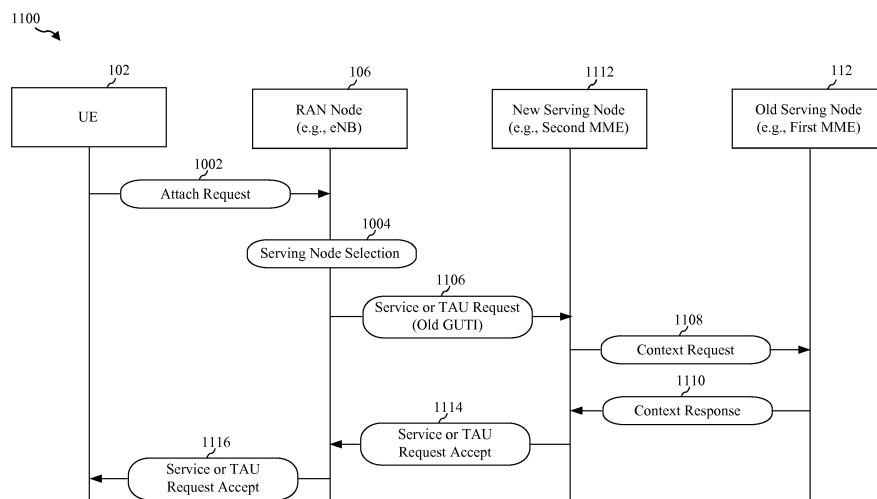 1100
102
106
1112
112
UE
RAN Node
(e.g., eNB)
New Serving Node
(e.g., Second MME)
Old Serving Node
(e.g., First MME)
1002
Attach Request
1004
Serving Node Selection
1106
Service or TAU Request
(Old GUTI)
1108
Context Request
1110
Context Response
1114
Service or TAU
Request Accept
1116
Service or TAU
Request Accept